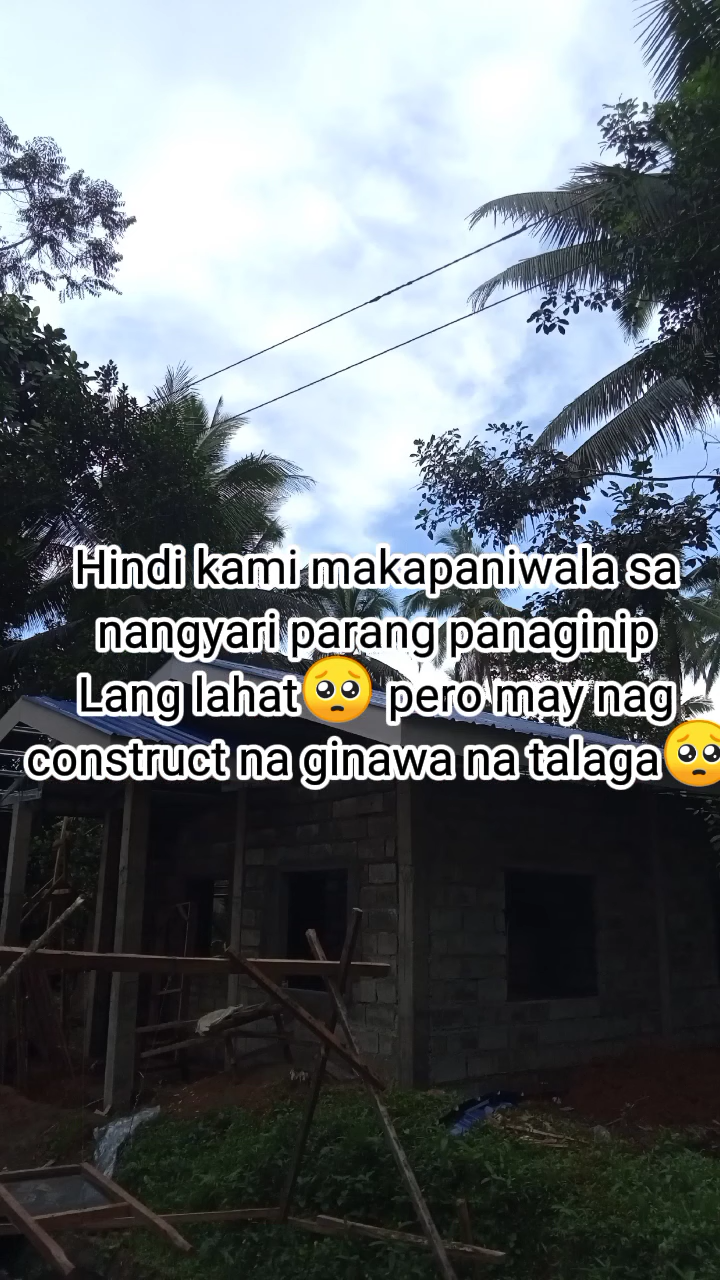 Hindi kami makapaniwala sa
nangyari parang panaginip
Lang lahat🥺 pero may nag
construct na ginawa na talaga🥺